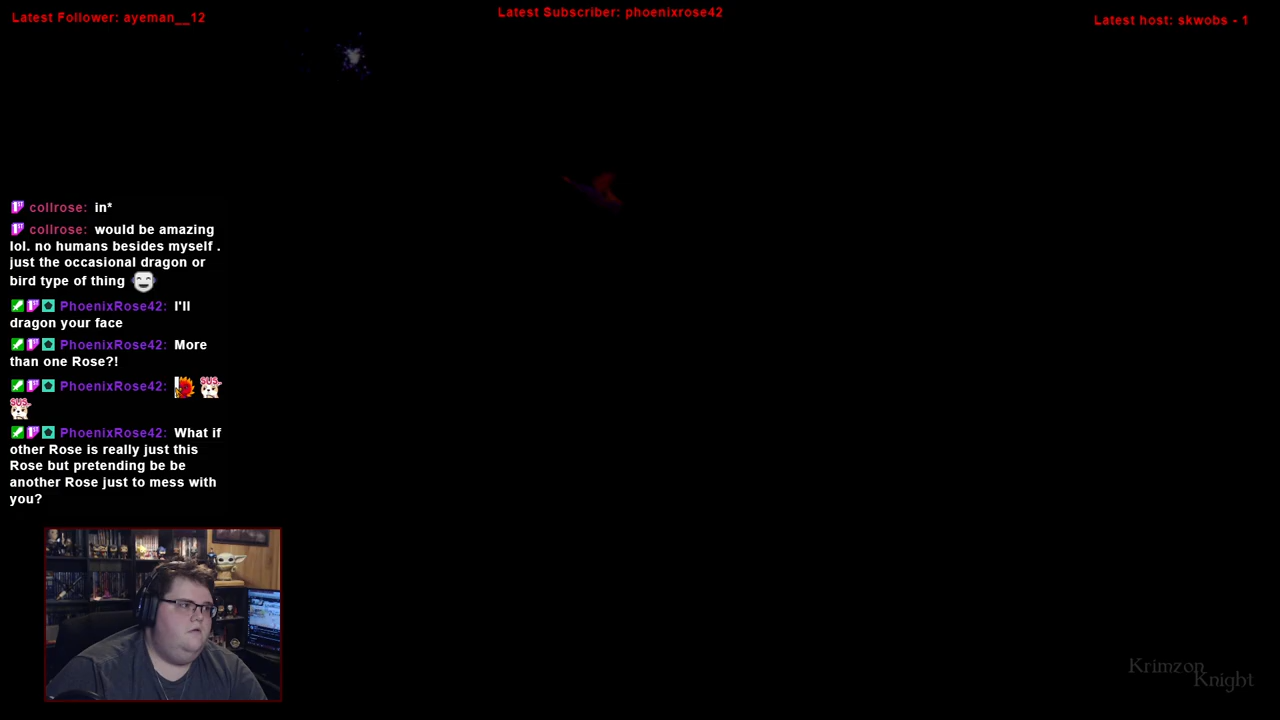 Latest Follower: ayeman__12
Latest Subscriber: phoenixrose42
Latest host: skwobs - 1
collrose: in*
collrose: would be amazing
lol. no humans besides myself .
just the occasional dragon or
bird type of thing
PhoenixRose42: I'll
dragon your face
PhoenixRose42: More
than one Rose?!
PhoenixRose42:
SUS
SUS
PhoenixRose42: What if
other Rose is really just this
Rose but pretending be be
another Rose just to mess with
you?
Krimzon
Knight